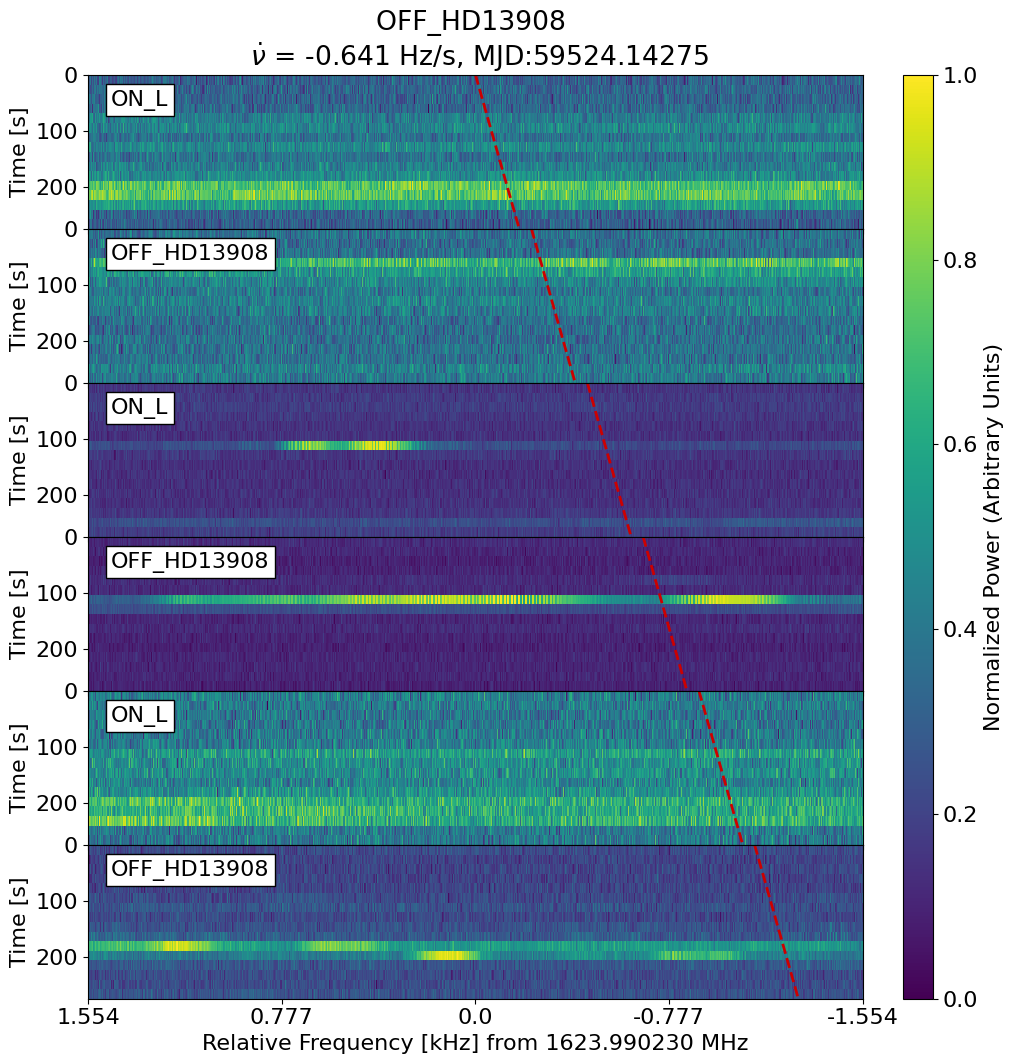 OFF_HD13908
ν̇ = -0.641 Hz/s, MJD:59524.14275
ON_L
OFF_HD13908
ON_L
OFF_HD13908
ON_L
OFF_HD13908
Time [s]
0
100
200
Time [s]
0
100
200
Time [s]
0
100
200
Time [s]
0
100
200
Time [s]
0
100
200
Time [s]
0
100
200
1.554 0.777 0.0 -0.777 -1.554
Relative Frequency [kHz] from 1623.990230 MHz
1.0
0.8
0.6
0.4
0.2
0.0
Normalized Power (Arbitrary Units)